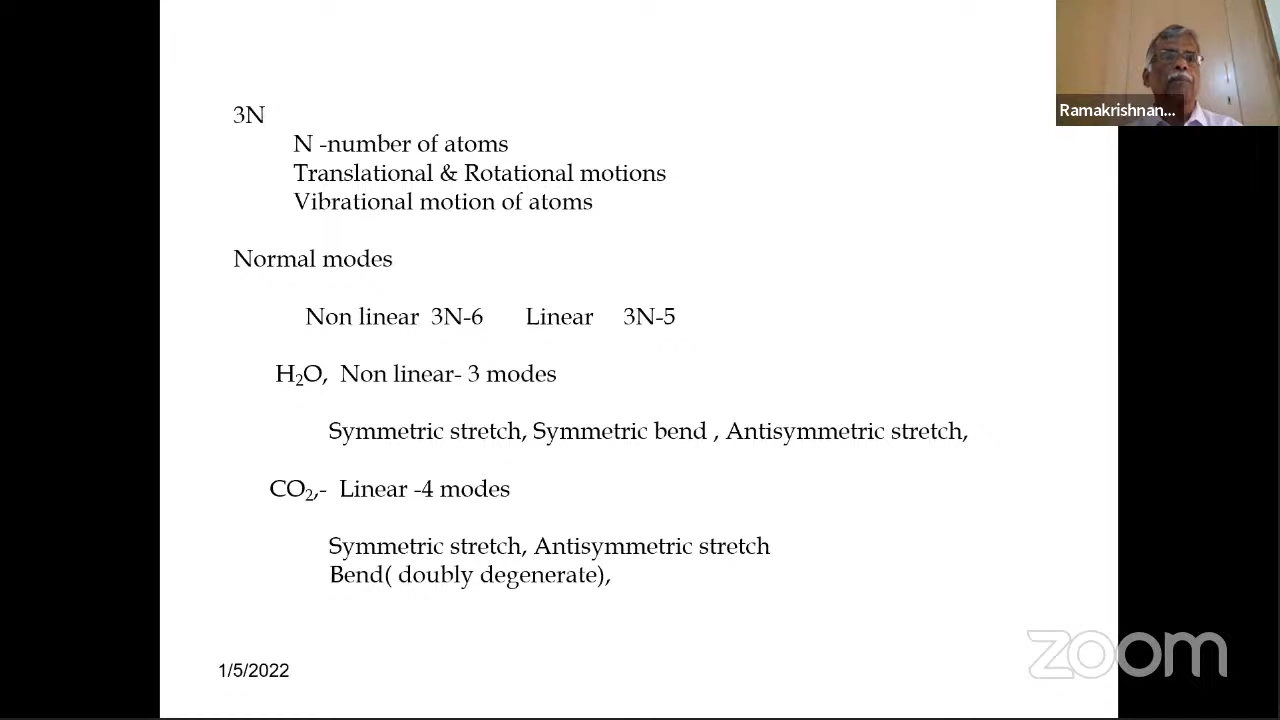 3N
N -number of atoms
Translational & Rotational motions
Vibrational motion of atoms
Normal modes
Non linear 3N-6 Linear 3N-5
H₂O, Non linear- 3 modes
Symmetric stretch, Symmetric bend , Antisymmetric stretch,
CO₂,- Linear -4 modes
Symmetric stretch, Antisymmetric stretch
Bend( doubly degenerate),
1/5/2022
Ramakrishnan...
zoom